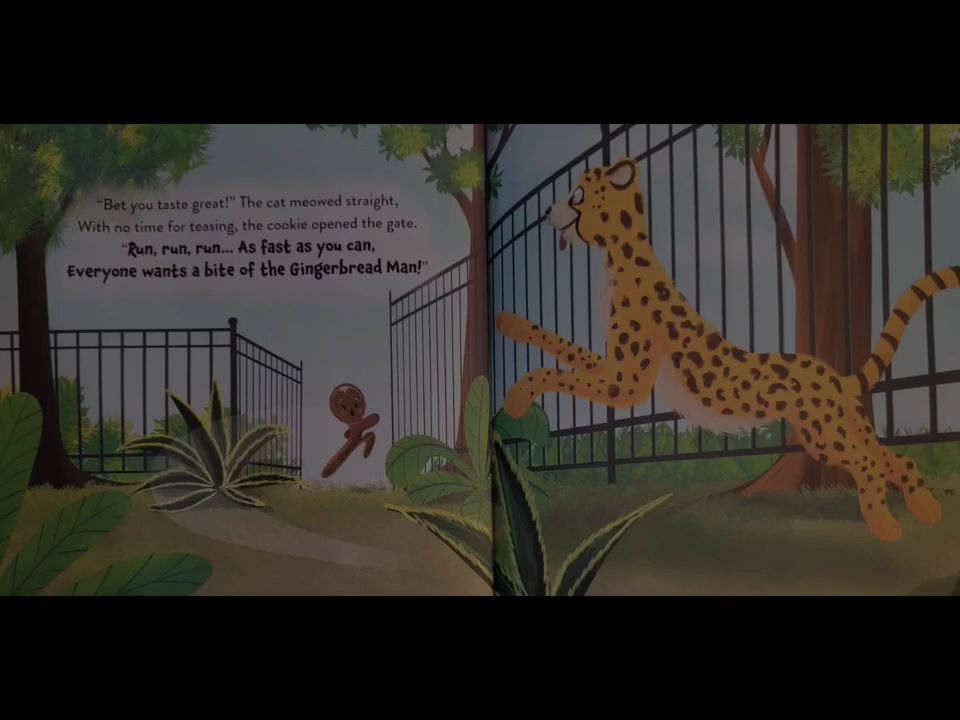 “Bet you taste great!” The cat meowed straight,
With no time for teasing, the cookie opened the gate.
“Run, run, run... As fast as you can,
Everyone wants a bite of the Gingerbread Man!”